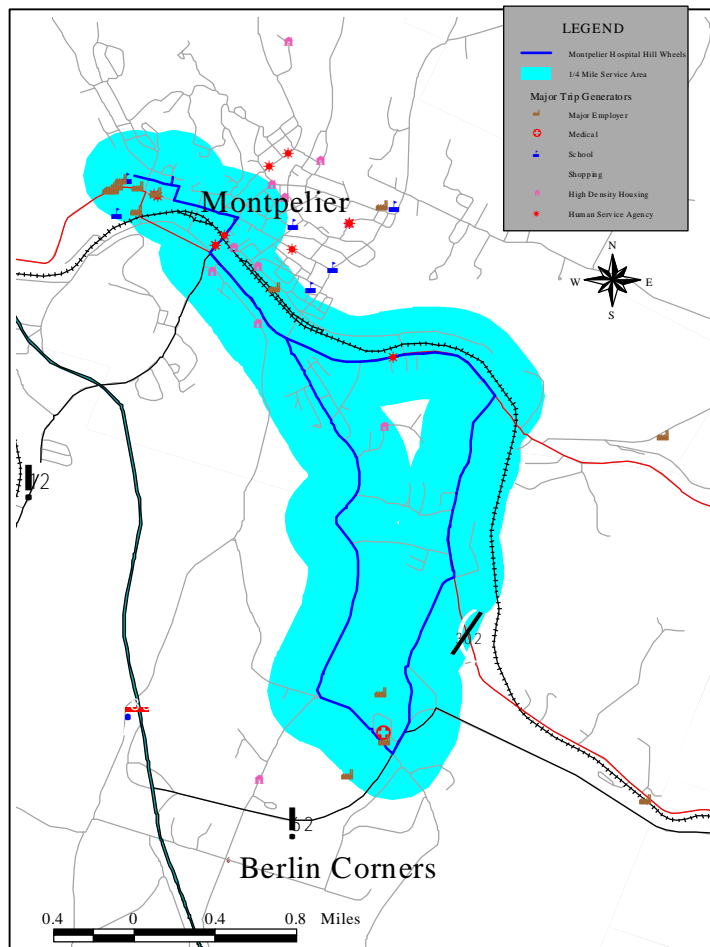 LEGEND
Montpelier Hospital Hill Wheels
1/4 Mile Service Area
Major Trip Generators
Major Employer
Medical
School
Shopping
High Density Housing
Human Service Agency
Montpelier
N
W E
S
302
62
Berlin Corners
0.4 0 0.4 0.8 Miles